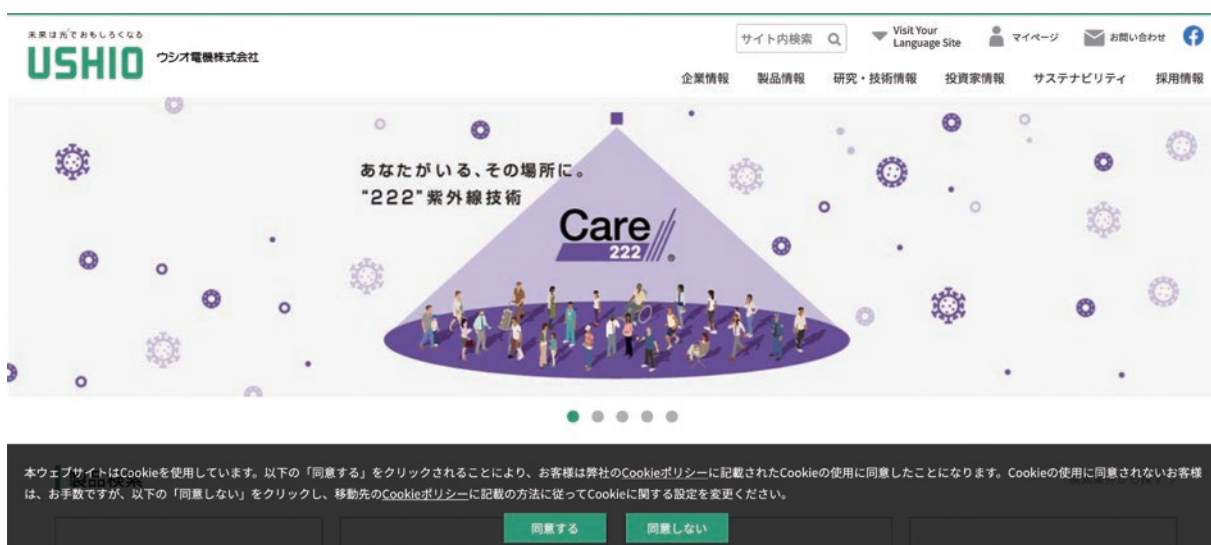 未来は光でおもしろくなる
USHIO ウシオ電機株式会社
サイト内検索
Visit Your
Language Site
マイページ
お問い合わせ
企業情報 製品情報 研究・技術情報 投資家情報 サステナビリティ 採用情報
あなたがいる、その場所に。
"222"紫外線技術
Care
222
®
本ウェブサイトはCookieを使用しています。以下の「同意する」をクリックされることにより、お客様は弊社のCookieポリシーに記載されたCookieの使用に同意したことになります。Cookieの使用に同意されないお客様
は、お手数ですが、以下の「同意しない」をクリックし、移動先のCookieポリシーに記載の方法に従ってCookieに関する設定を変更ください。
製品検索
同意する 同意しない